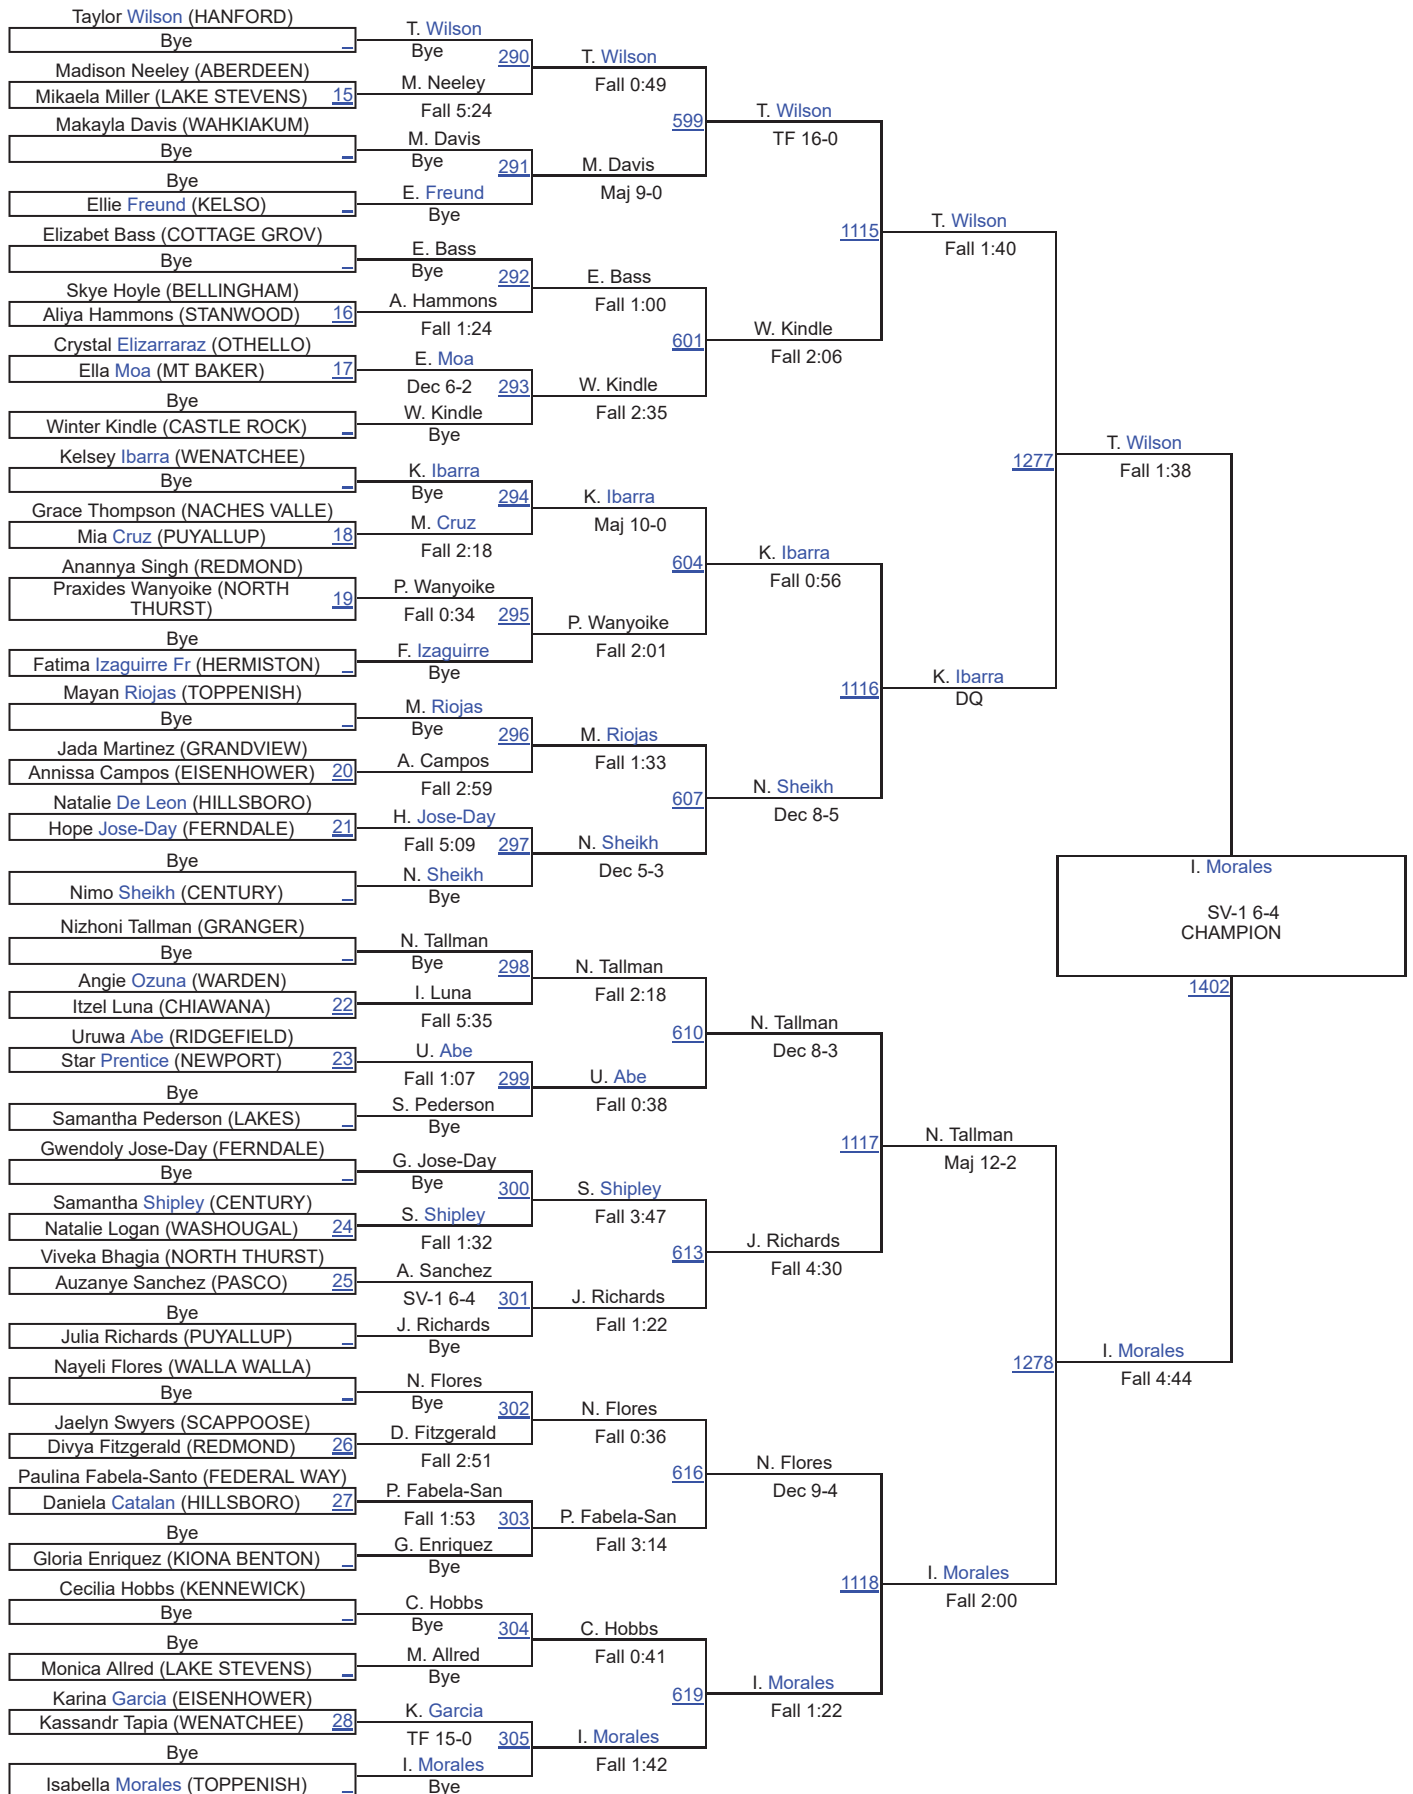 Taylor Wilson (HANFORD)
Bye
Madison Neeley (ABERDEEN)
Mikaela Miller (LAKE STEVENS) 15
Makayla Davis (WAHKIAKUM)
Bye
Bye
Ellie Freund (KELSO)
Elizabet Bass (COTTAGE GROV)
Bye
Skye Hoyle (BELLINGHAM)
Aliya Hammons (STANWOOD) 16
Crystal Elizarraraz (OTHELLO)
Ella Moa (MT BAKER) 17
Bye
Winter Kindle (CASTLE ROCK)
Kelsey Ibarra (WENATCHEE)
Bye
Grace Thompson (NACHES VALLE)
Mia Cruz (PUYALLUP) 18
Anannya Singh (REDMOND)
Praxides Wanyoike (NORTH
THURST) 19
Bye
Fatima Izaguirre Fr (HERMISTON)
Mayan Riojas (TOPPENISH)
Bye
Jada Martinez (GRANDVIEW)
Annissa Campos (EISENHOWER) 20
Natalie De Leon (HILLSBORO)
Hope Jose-Day (FERNDALE) 21
Bye
Nimo Sheikh (CENTURY)
Nizhoni Tallman (GRANGER)
Bye
Angie Ozuna (WARDEN)
Itzel Luna (CHIAWANA) 22
Uruwa Abe (RIDGEFIELD)
Star Prentice (NEWPORT) 23
Bye
Samantha Pederson (LAKES)
Gwendoly Jose-Day (FERNDALE)
Bye
Samantha Shipley (CENTURY)
Natalie Logan (WASHOUGAL) 24
Viveka Bhagia (NORTH THURST)
Auzanye Sanchez (PASCO) 25
Bye
Julia Richards (PUYALLUP)
Nayeli Flores (WALLA WALLA)
Bye
Jaelyn Swyers (SCAPPOOSE)
Divya Fitzgerald (REDMOND) 26
Paulina Fabela-Santo (FEDERAL WAY)
Daniela Catalan (HILLSBORO) 27
Bye
Gloria Enriquez (KIONA BENTON)
Cecilia Hobbs (KENNEWICK)
Bye
Bye
Monica Allred (LAKE STEVENS)
Karina Garcia (EISENHOWER)
Kassandr Tapia (WENATCHEE) 28
Bye
Isabella Morales (TOPPENISH)
T. Wilson
Bye 290
M. Neeley
Fall 5:24
M. Davis
Bye 291
E. Freund
Bye
E. Bass
Bye 292
A. Hammons
Fall 1:24
E. Moa
Dec 6-2 293
W. Kindle
Bye
K. Ibarra
Bye 294
M. Cruz
Fall 2:18
P. Wanyoike
Fall 0:34 295
F. Izaguirre
Bye
M. Riojas
Bye 296
A. Campos
Fall 2:59
H. Jose-Day
Fall 5:09 297
N. Sheikh
Bye
N. Tallman
Bye 298
I. Luna
Fall 5:35
U. Abe
Fall 1:07 299
S. Pederson
Bye
G. Jose-Day
Bye 300
S. Shipley
Fall 1:32
A. Sanchez
SV-1 6-4 301
J. Richards
Bye
N. Flores
Bye 302
D. Fitzgerald
Fall 2:51
P. Fabela-San
Fall 1:53 303
G. Enriquez
Bye
C. Hobbs
Bye 304
M. Allred
Bye
K. Garcia
TF 15-0 305
I. Morales
Bye
T. Wilson
Fall 0:49
599
M. Davis
Maj 9-0
E. Bass
Fall 1:00
601
W. Kindle
Fall 2:35
K. Ibarra
Maj 10-0
604
P. Wanyoike
Fall 2:01
M. Riojas
Fall 1:33
607
N. Sheikh
Dec 5-3
N. Tallman
Fall 2:18
610
U. Abe
Fall 0:38
S. Shipley
Fall 3:47
613
J. Richards
Fall 1:22
N. Flores
Fall 0:36
616
P. Fabela-San
Fall 3:14
C. Hobbs
Fall 0:41
619
I. Morales
Fall 1:42
T. Wilson
TF 16-0
1115
W. Kindle
Fall 2:06
K. Ibarra
Fall 0:56
1116
N. Sheikh
Dec 8-5
N. Tallman
Dec 8-3
1117
J. Richards
Fall 4:30
N. Flores
Dec 9-4
1118
I. Morales
Fall 1:22
T. Wilson
Fall 1:40
1277
K. Ibarra
DQ
N. Tallman
Maj 12-2
1278
I. Morales
Fall 2:00
T. Wilson
Fall 1:38
I. Morales
SV-1 6-4
CHAMPION
1402
I. Morales
Fall 4:44